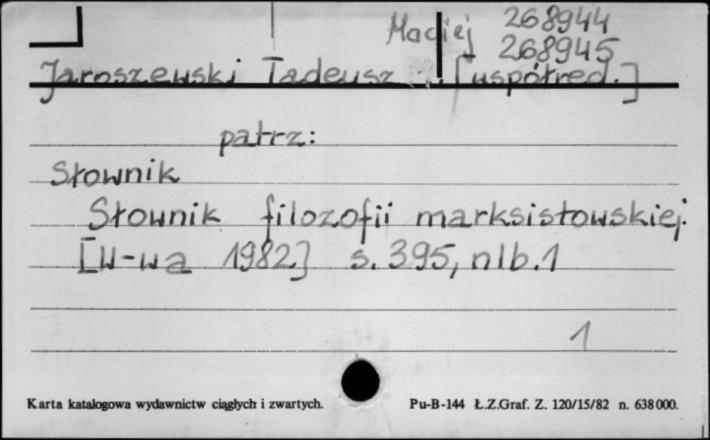 Maciej 268944
268945
Jaroszewski Tadeusz [współred.]
patrz:
Słownik
Słownik filozofii marksistowskiej.
[W-wa 1982] s. 395, nlb. 1
1
Karta katalogowa wydawnictw ciągłych i zwartych. Pu-B-144 Ł.Z.Graf. Z. 120/15/82 n. 638000.